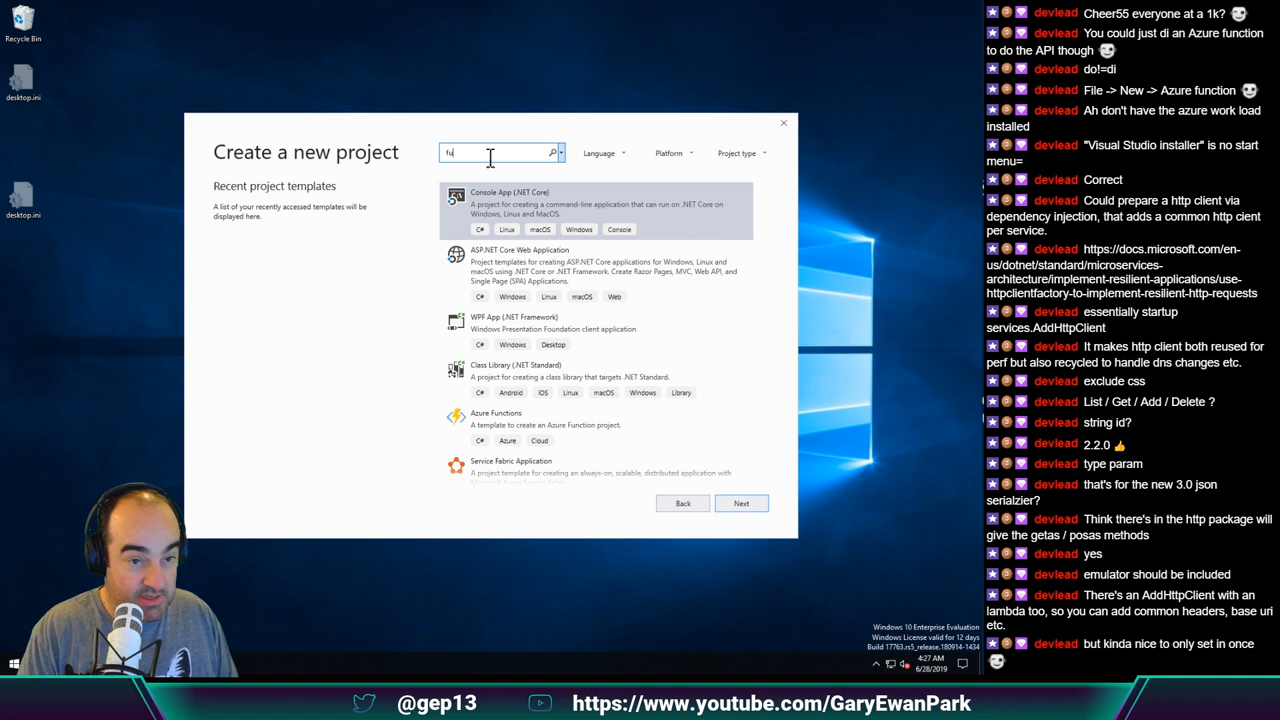 Recycle Bin
desktop.ini
desktop.ini
Create a new project
fu
Language
Platform
Project type
Recent project templates
A list of your recently accessed templates will be
displayed here.
Console App (.NET Core)
A project for creating a command-line application that can run on .NET Core on
Windows, Linux and MacOS.
C# Linux macOS Windows Console
ASP.NET Core Web Application
Project templates for creating ASP.NET Core applications for Windows, Linux and
macOS using .NET Core or .NET Framework. Create Razor Pages, MVC, Web API, and
Single Page (SPA) Applications.
C# Windows Linux macOS Web
WPF App (.NET Framework)
Windows Presentation Foundation client application
C# Windows Desktop
Class Library (.NET Standard)
A project for creating a class library that targets .NET Standard.
C# Android iOS Linux macOS Windows Library
Azure Functions
A template to create an Azure Function project.
C# Azure Cloud
Service Fabric Application
A project template for creating an always-on, scalable, distributed application with
Back
Next
Windows 10 Enterprise Evaluation
Windows License valid for 12 days
Build 17763.rs5_release.180914-1434
4:27 AM
6/28/2019
devlead Cheer55 everyone at a 1k?
devlead You could just di an Azure function
to do the API though
devlead do!=di
devlead File -> New -> Azure function
devlead Ah don't have the azure work load
installed
devlead "Visual Studio installer" is no start
menu=
devlead Correct
devlead Could prepare a http client via
dependency injection, that adds a common http cient
per service.
devlead https://docs.microsoft.com/en-
us/dotnet/standard/microservices-
architecture/implement-resilient-applications/use-
httpclientfactory-to-implement-resilient-http-requests
devlead essentially startup
services.AddHttpClient
devlead It makes http client both reused for
perf but also recycled to handle dns changes etc.
devlead exclude css
devlead List / Get / Add / Delete ?
devlead string id?
devlead 2.2.0 👍
devlead type param
devlead that's for the new 3.0 json
serialzier?
devlead Think there's in the http package will
give the getas / posas methods
devlead yes
devlead emulator should be included
devlead There's an AddHttpClient with an
lambda too, so you can add common headers, base uri
etc.
devlead but kinda nice to only set in once
@gep13
https://www.youtube.com/GaryEwanPark